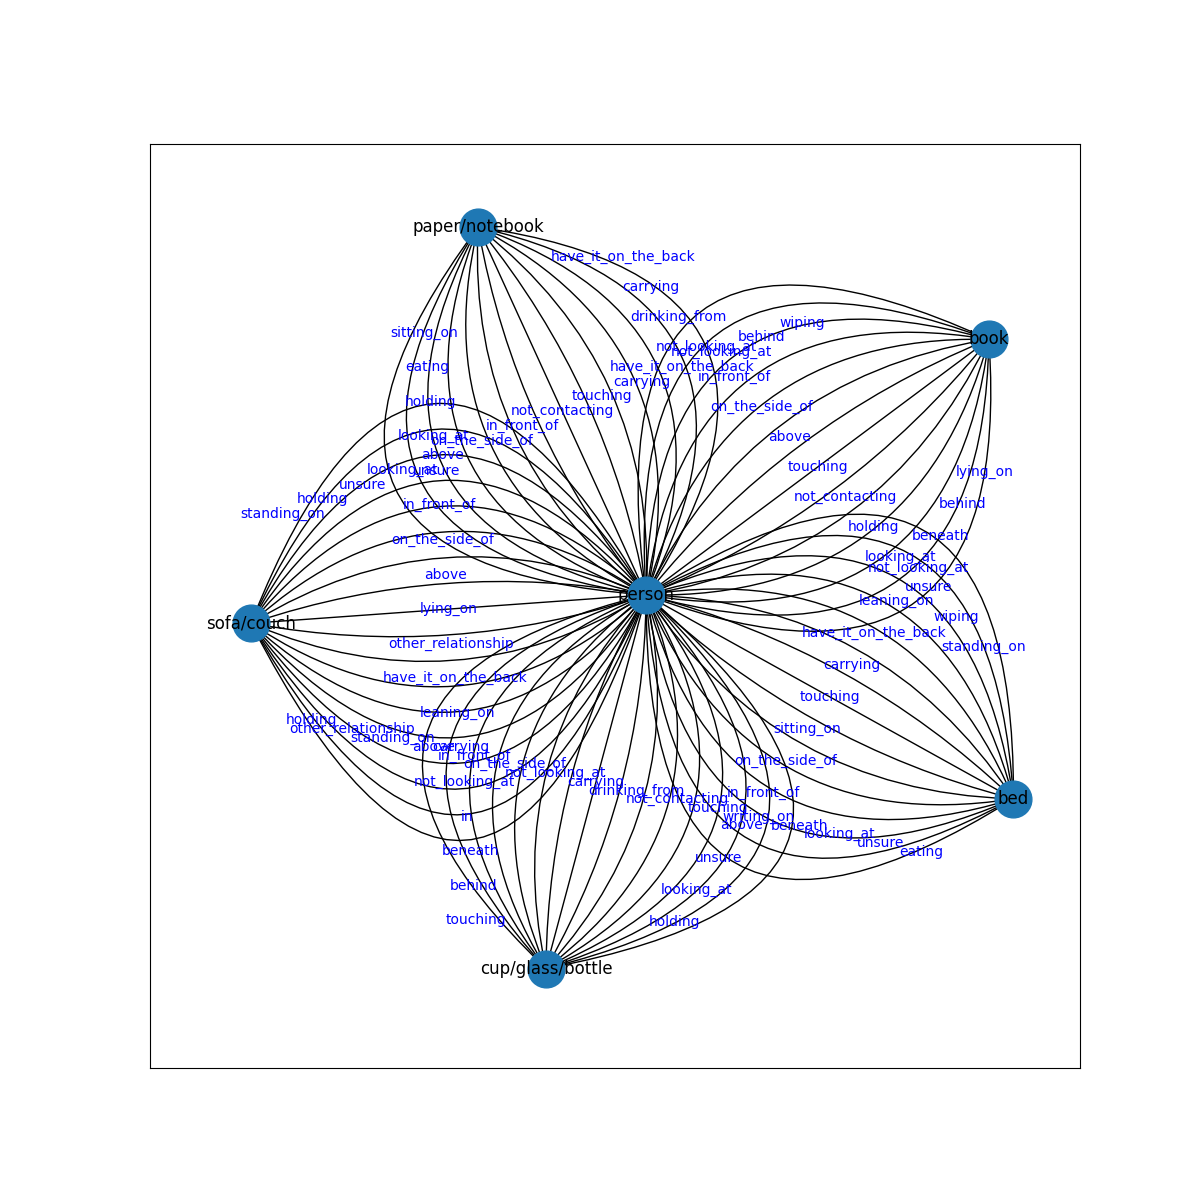 paper/notebook
have_it_on_the_back
carrying
drinking_from
wiping
sitting_on
behind
book
not_looking_at
not_looking_at
eating
have_it_on_the_back
in_front_of
carrying
touching
holding
on_the_side_of
not_contacting
in_front_of
looking_at
on_the_side_of
above
above
looking_at
unsure
touching
lying_on
unsure
holding
not_contacting
in_front_of
behind
standing_on
holding
beneath
on_the_side_of
looking_at
not_looking_at
above
unsure
person
leaning_on
lying_on
wiping
sofa/couch
have_it_on_the_back
other_relationship
standing_on
carrying
have_it_on_the_back
touching
leaning_on
holding
other_relationship
sitting_on
standing_on
above
carrying
in_front_of
on_the_side_of
on_the_side_of
not_looking_at
not_looking_at
carrying
drinking_from
in_front_of
not_contacting
bed
touching
in
writing_on
above
beneath
looking_at
unsure
beneath
eating
unsure
behind
looking_at
touching
holding
cup/glass/bottle